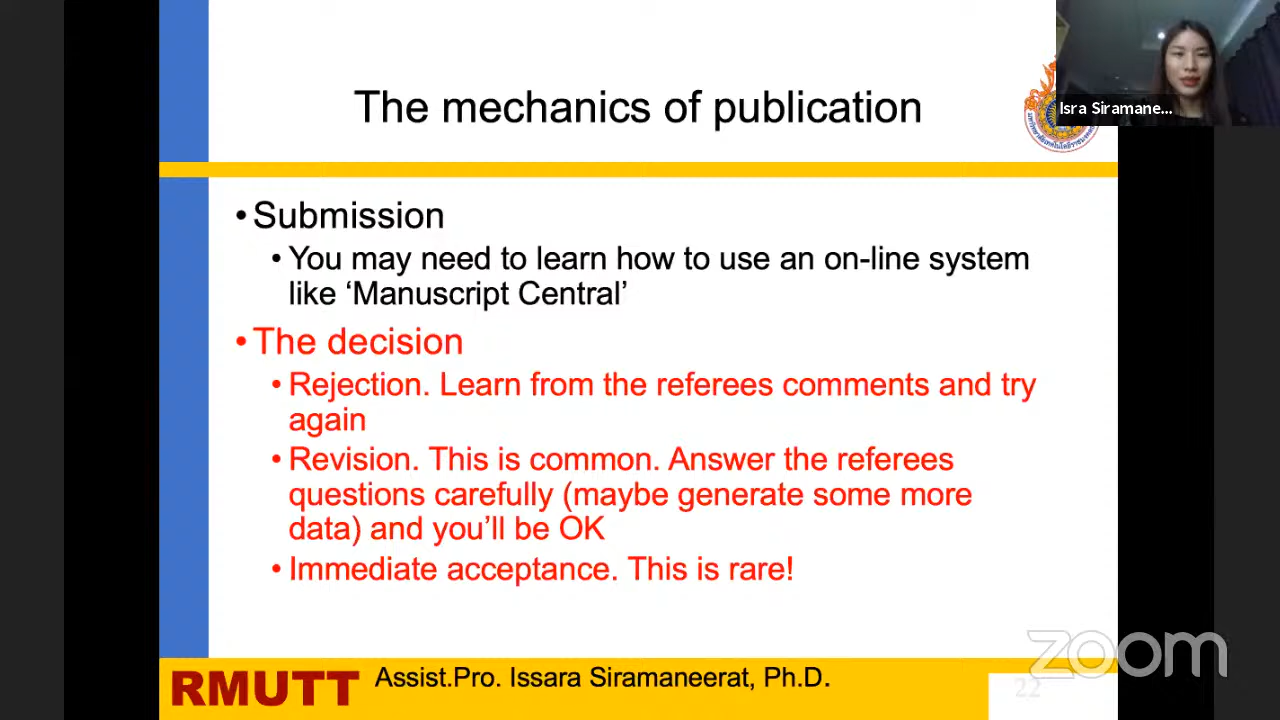 The mechanics of publication
Isra Siramane...
• Submission
• You may need to learn how to use an on-line system
like ‘Manuscript Central’
• The decision
• Rejection. Learn from the referees comments and try
again
• Revision. This is common. Answer the referees
questions carefully (maybe generate some more
data) and you’ll be OK
• Immediate acceptance. This is rare!
zoom
RMUTT
Assist.Pro. Issara Siramaneerat, Ph.D.
22